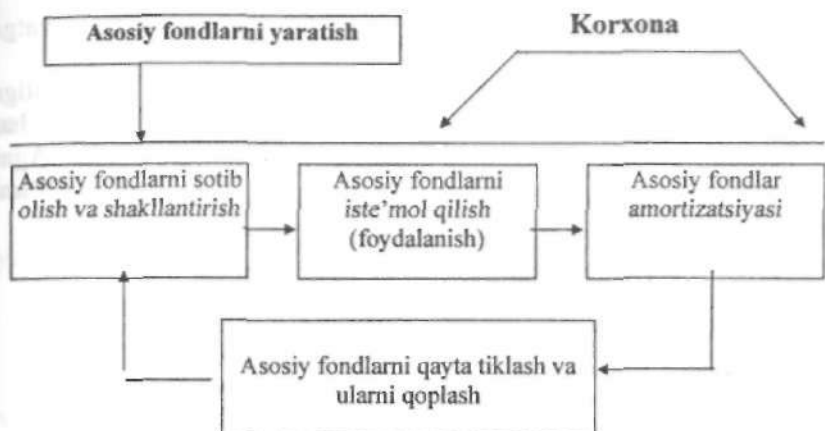 Asosiy fondlarni yaratish
Korxona
Asosiy fondlarni sotib
olish va shakllantirish
Asosiy fondlarni
iste'mol qilish
(foydalanish)
Asosiy fondlar
amortizatsiyasi
Asosiy fondlarni qayta tiklash va
ularni qoplash